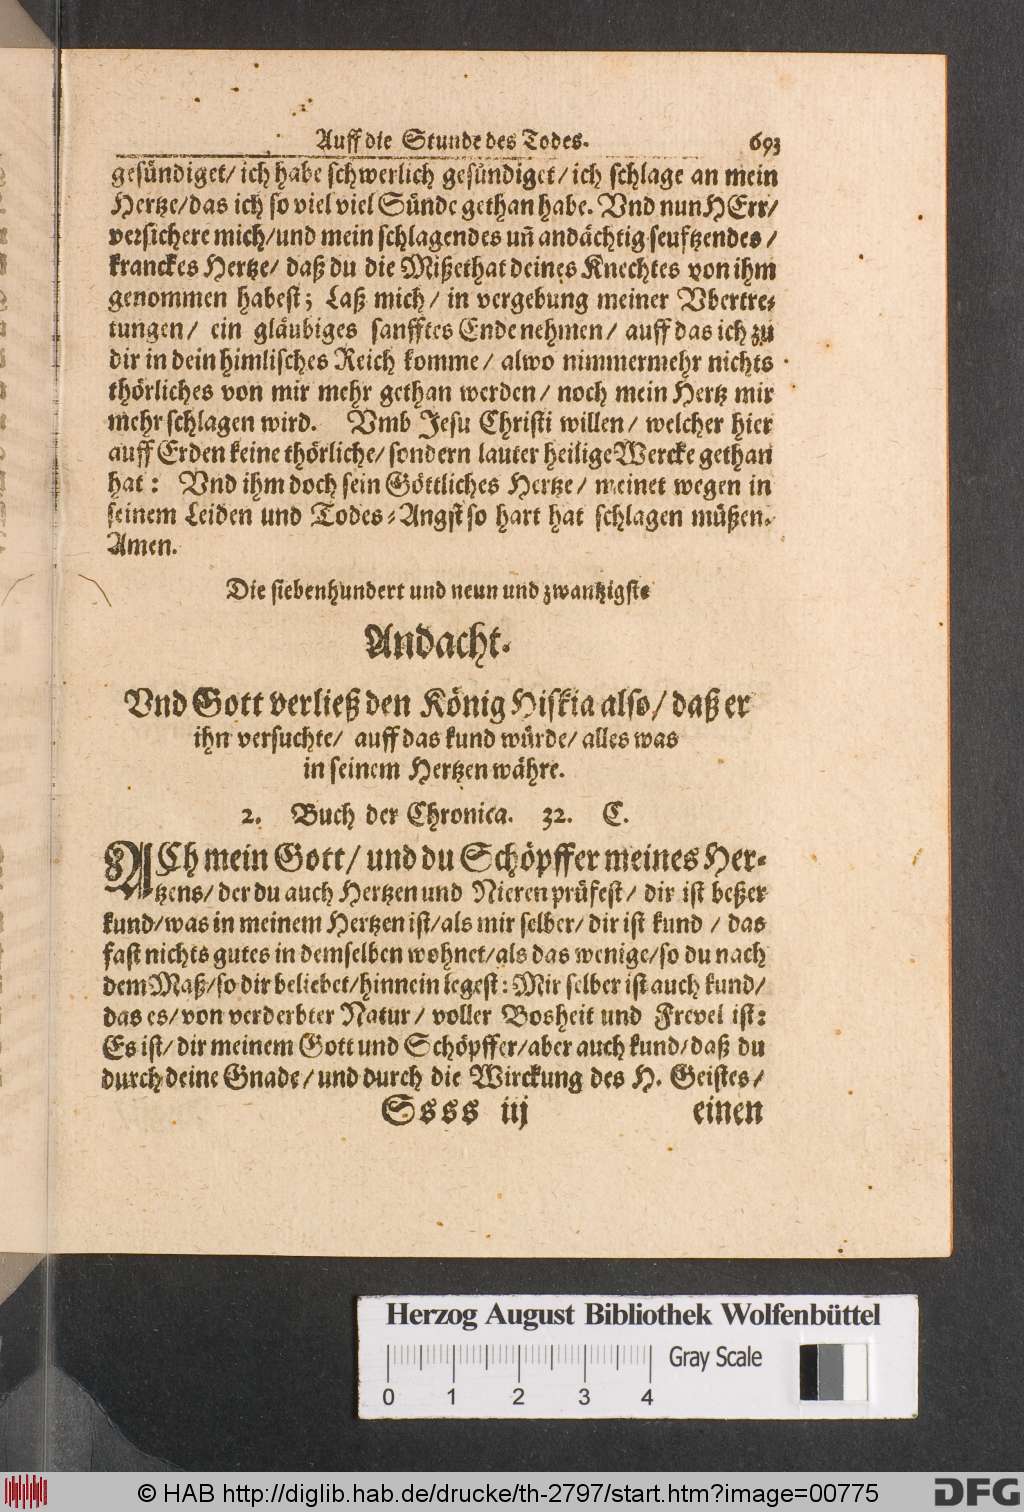 Auff die Stunde des Todes. 693
gesündiget/ ich habe schwerlich gesündiget/ ich schlage an mein
Hertze/ das ich so viel viel Sünde gethan habe. Vnd nun HErr/
versichere mich/ und mein schlagendes uñ andächtig seuftzendes/
kranckes Hertze/ daß du die Mißethat deines Knechtes von ihm
genommen habest; Laß mich/ in vergebung meiner Vbertre-
tungen/ ein gläubiges sanfftes Ende nehmen/ auff das ich zu
dir in dein himlisches Reich komme/ alwo nimmermehr nichts
thörliches von mir mehr gethan werden/ noch mein Hertz mir
mehr schlagen wird. Vmb Jesu Christi willen/ welcher hier
auff Erden keine thörliche/ sondern lauter heilige Wercke gethan
hat: Vnd ihm doch sein Göttliches Hertze/ meinet wegen in
seinem Leiden und Todes-Angst so hart hat schlagen müßen.
Amen.
Die siebenhundert und neun und zwantzigste
Andacht.
Vnd Gott verließ den König Hiskia also/ daß er
ihn versuchte/ auff das kund würde/ alles was
in seinem Hertzen währe.
2. Buch der Chronica. 32. C.
ACh mein Gott/ und du Schöpffer meines Her-
tzens/ der du auch Hertzen und Nieren prüfest/ dir ist beßer
kund/ was in meinem Hertzen ist/ als mir selber/ dir ist kund/ das
fast nichts gutes in demselben wohnet/ als das wenige/ so du nach
dem Maß/ so dir beliebet/ hinnein legest: Mir selber ist auch kund/
das es/ von verderbter Natur/ voller Bosheit und Frevel ist:
Es ist/ dir meinem Gott und Schöpffer/ aber auch kund/ daß du
durch deine Gnade/ und durch die Wirckung des H. Geistes/
Ssss iij einen
Herzog August Bibliothek Wolfenbüttel
0 1 2 3 4 Gray Scale
© HAB http://diglib.hab.de/drucke/th-2797/start.htm?image=00775
DFG